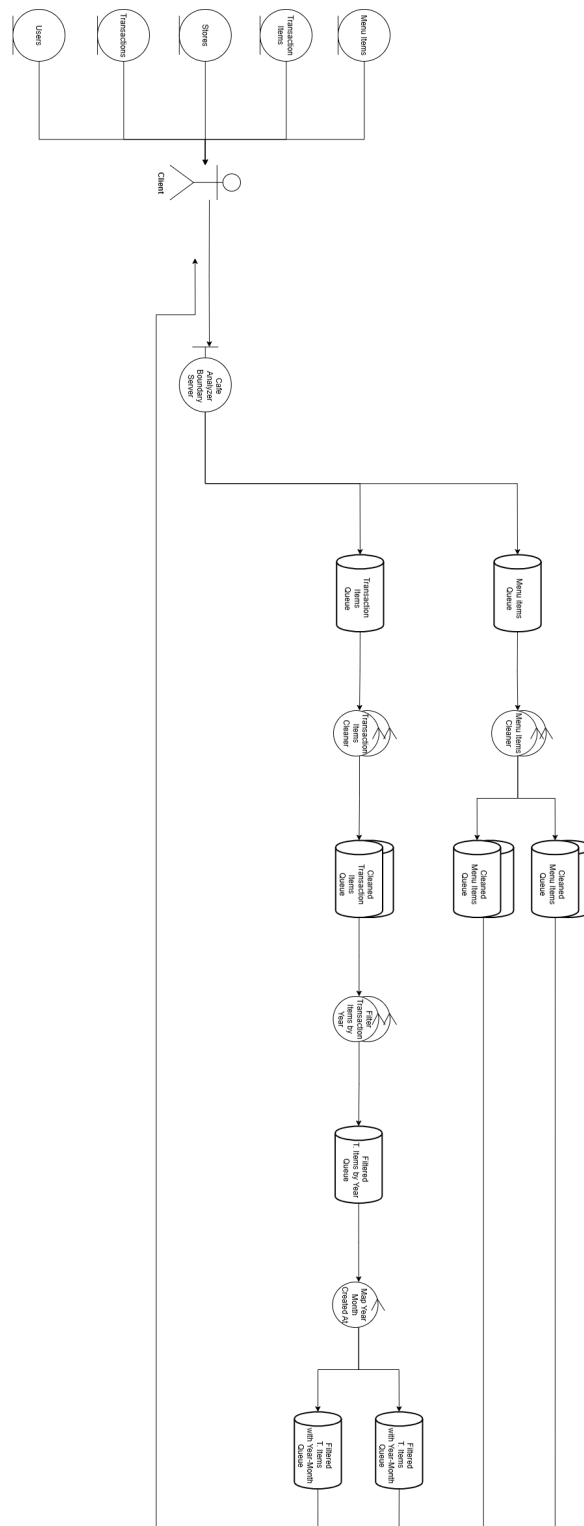 Menu Items
Transaction
Items
Stores
Transactions
Users
Client
Cafe
Analyzer
Boundary
Server
Menu items
Queue
Transaction
Items
Queue
Menu Items
Cleaner
Transaction
Items
Cleaner
Cleaned
Menu Items
Queue
Cleaned
Menu Items
Queue
Cleaned
Transaction
Items
Queue
Filter
Transaction
Items by
Year
Filtered
T. Items by Year
Queue
Map Year
Month
Created At
Filtered
T. Items
with Year-Month
Queue
Filtered
T. Items
with Year-Month
Queue